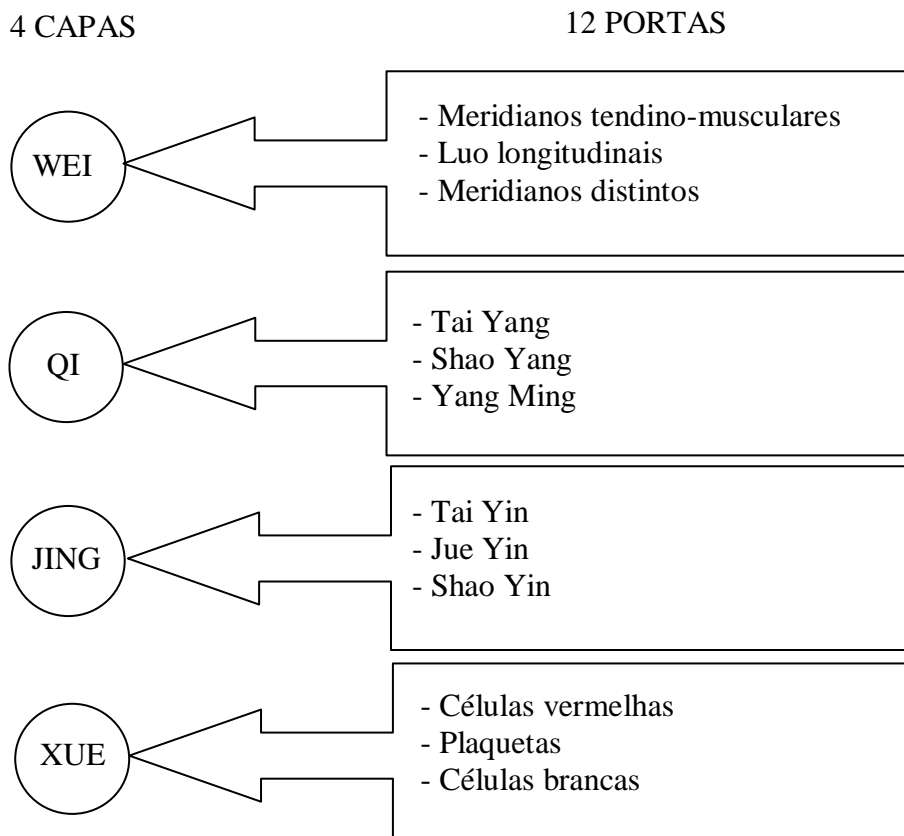 4 CAPAS
12 PORTAS
WEI
- Meridianos tendino-musculares
- Luo longitudinais
- Meridianos distintos
QI
- Tai Yang
- Shao Yang
- Yang Ming
JING
- Tai Yin
- Jue Yin
- Shao Yin
XUE
- Células vermelhas
- Plaquetas
- Células brancas